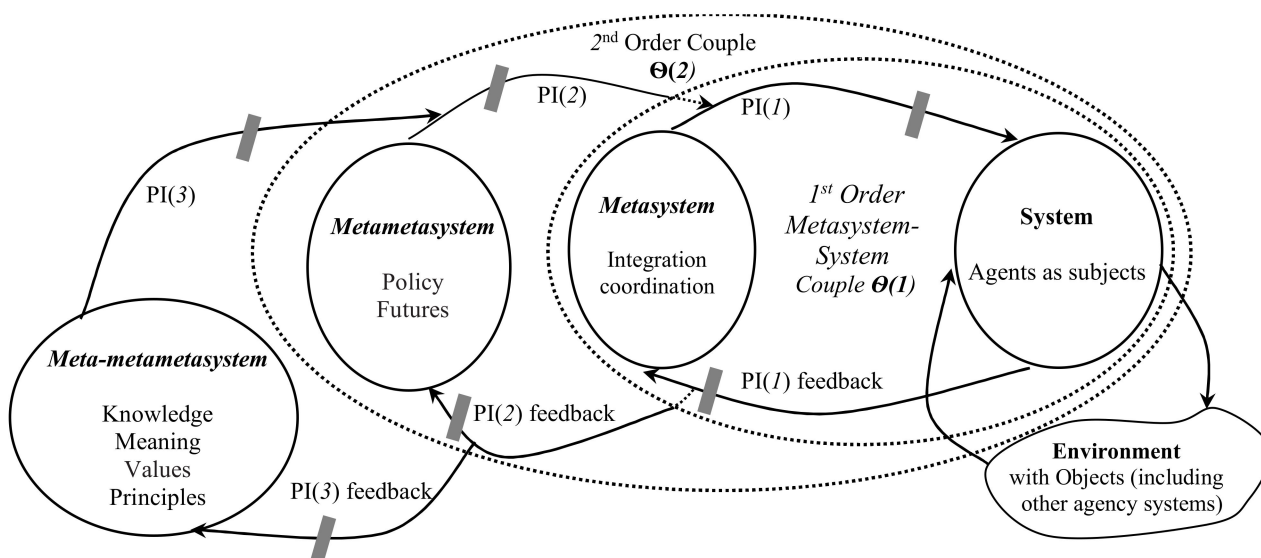 2nd Order Couple
Θ(2)
PI(2)
PI(1)
PI(3)
Metametasystem
Policy
Futures
Metasystem
Integration
coordination
1st Order
Metasystem-
System
Couple Θ(1)
System
Agents as subjects
Meta-metametasystem
Knowledge
Meaning
Values
Principles
PI(1) feedback
PI(2) feedback
PI(3) feedback
Environment
with Objects (including
other agency systems)